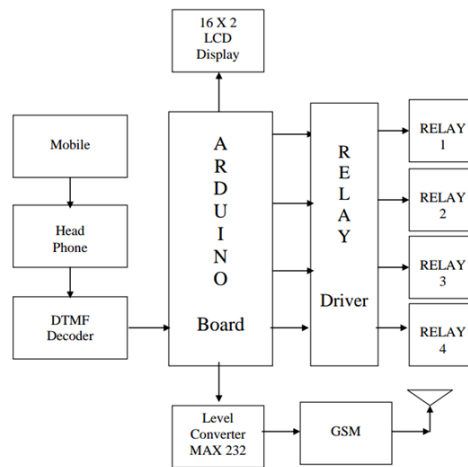 16 X 2
LCD
Display
Mobile
Head
Phone
DTMF
Decoder
A
R
D
U
I
N
O
Board
R
E
L
A
Y
Driver
RELAY
1
RELAY
2
RELAY
3
RELAY
4
Level
Converter
MAX 232
GSM